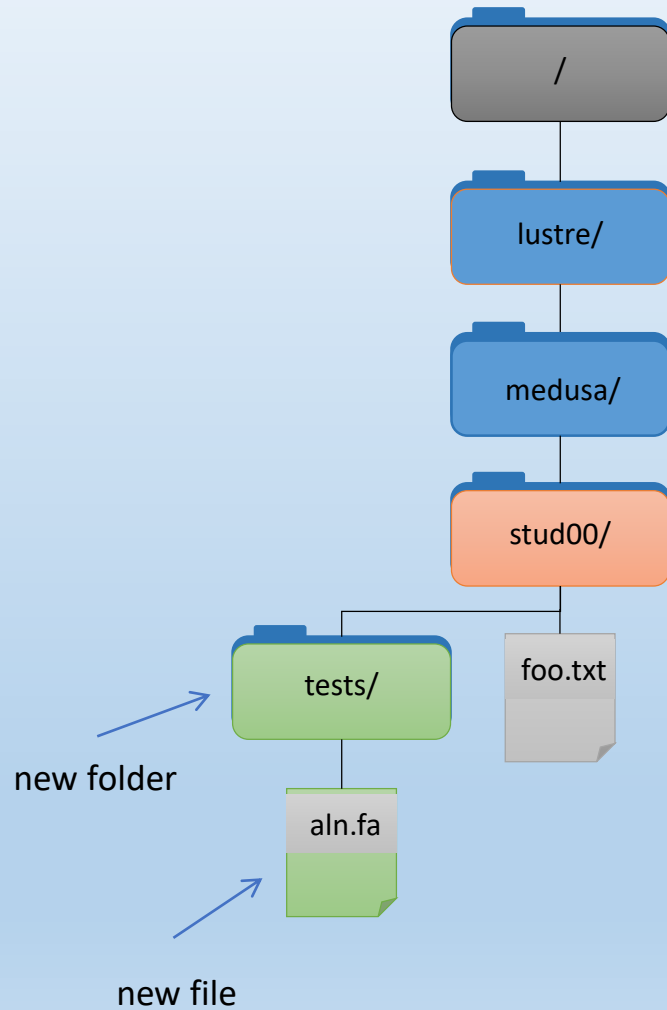 /
lustre/
medusa/
stud00/
tests/
foo.txt
new folder
aln.fa
new file